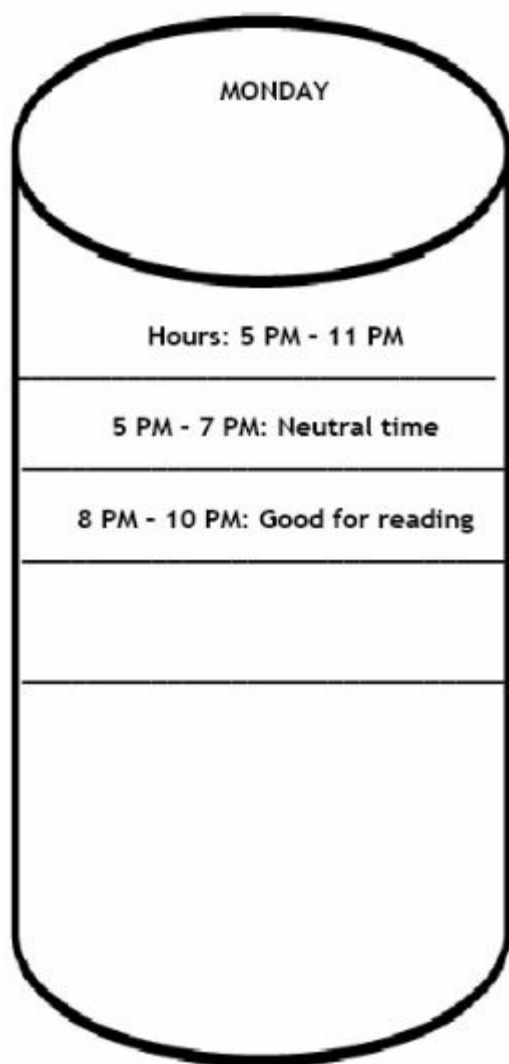 MONDAY
Hours: 5 PM - 11 PM
5 PM - 7 PM: Neutral time
8 PM - 10 PM: Good for reading